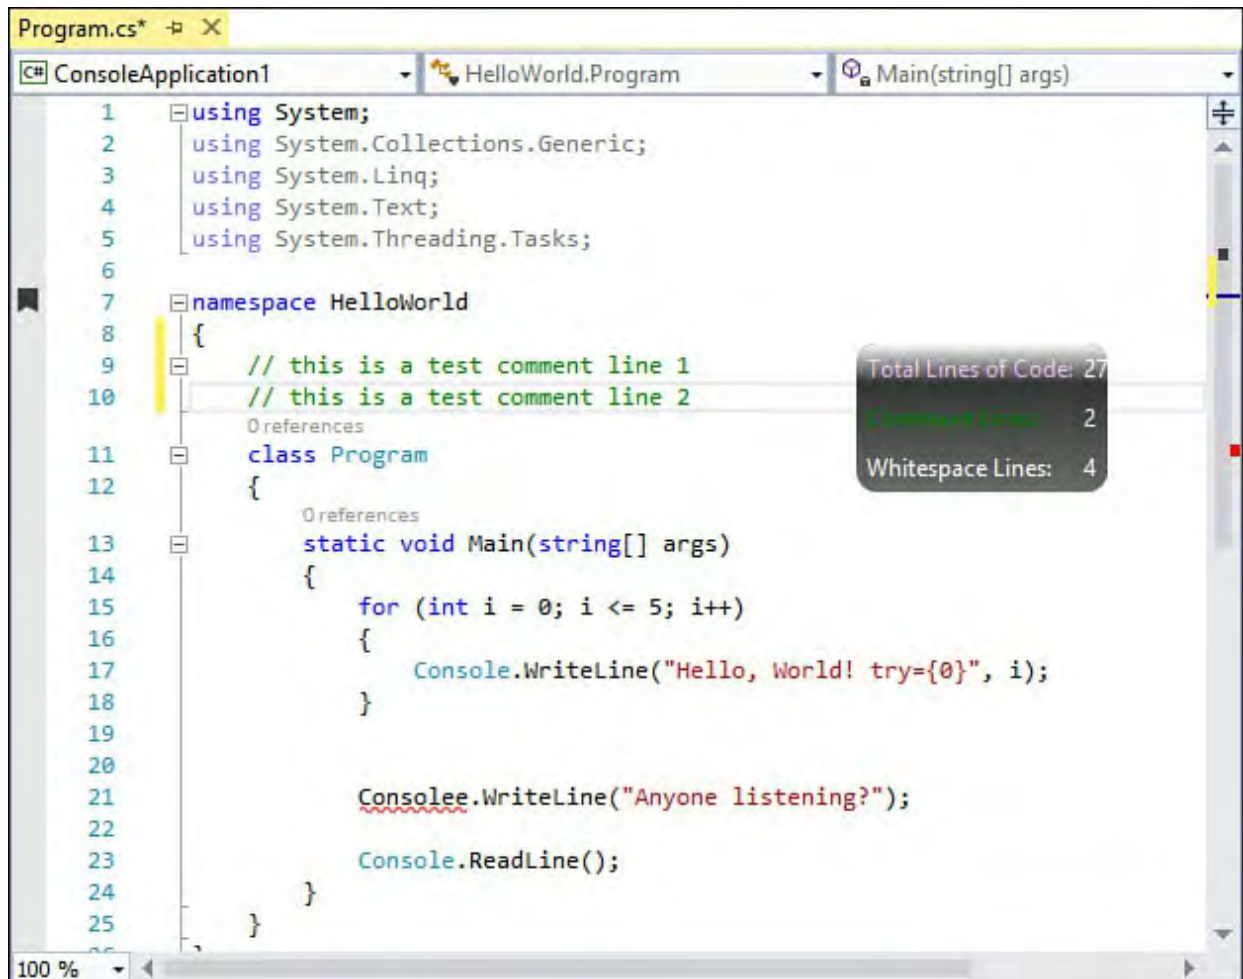 Program.cs*
C# ConsoleApplication1 HelloWorld.Program Main(string[] args)
1 using System;
2 using System.Collections.Generic;
3 using System.Linq;
4 using System.Text;
5 using System.Threading.Tasks;
6
7 namespace HelloWorld
8 {
9 // this is a test comment line 1
Total Lines of Code: 27
10 // this is a test comment line 2
Comment Lines: 2
0 references
11 class Program
Whitespace Lines: 4
12 {
0 references
13 static void Main(string[] args)
14 {
15 for (int i = 0; i <= 5; i++)
16 {
17 Console.WriteLine("Hello, World! try={0}", i);
18 }
19
20
21 Consolee.WriteLine("Anyone listening?");
22
23 Console.ReadLine();
24 }
25 }
100 %